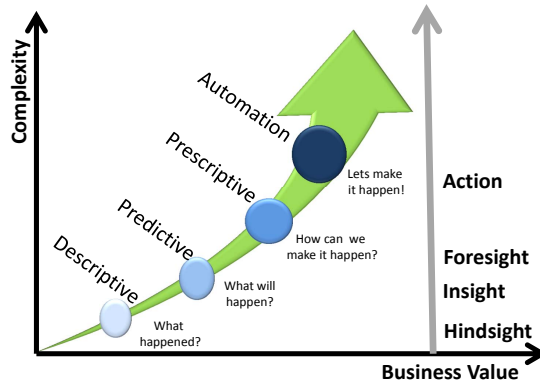 Complexity
Automation
Lets make
it happen!
Prescriptive
How can we
make it happen?
Predictive
What will
happen?
Descriptive
What
happened?
Action
Foresight
Insight
Hindsight
Business Value